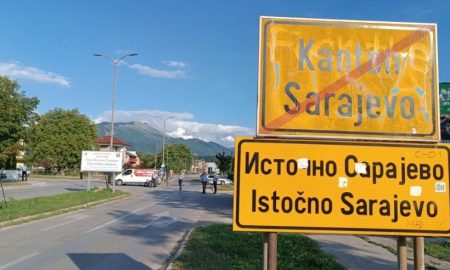 Kanton
Sarajevo
Источно Сарајево
Istočno Sarajevo